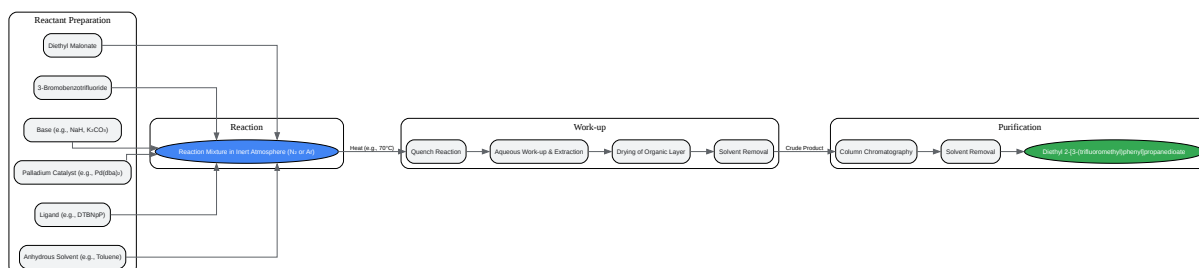 Reactant Preparation
Diethyl Malonate
3-Bromobenzotrifluoride
Base (e.g., NaH, K₂CO₃)
Palladium Catalyst (e.g., Pd(dba)₂)
Ligand (e.g., DTBNpP)
Anhydrous Solvent (e.g., Toluene)
Reaction
Reaction Mixture in Inert Atmosphere (N₂ or Ar)
Heat (e.g., 70°C)
Work-up
Quench Reaction
Aqueous Work-up & Extraction
Drying of Organic Layer
Solvent Removal
Crude Product
Purification
Column Chromatography
Solvent Removal
Diethyl 2-[3-(trifluoromethyl)phenyl]propanedioate